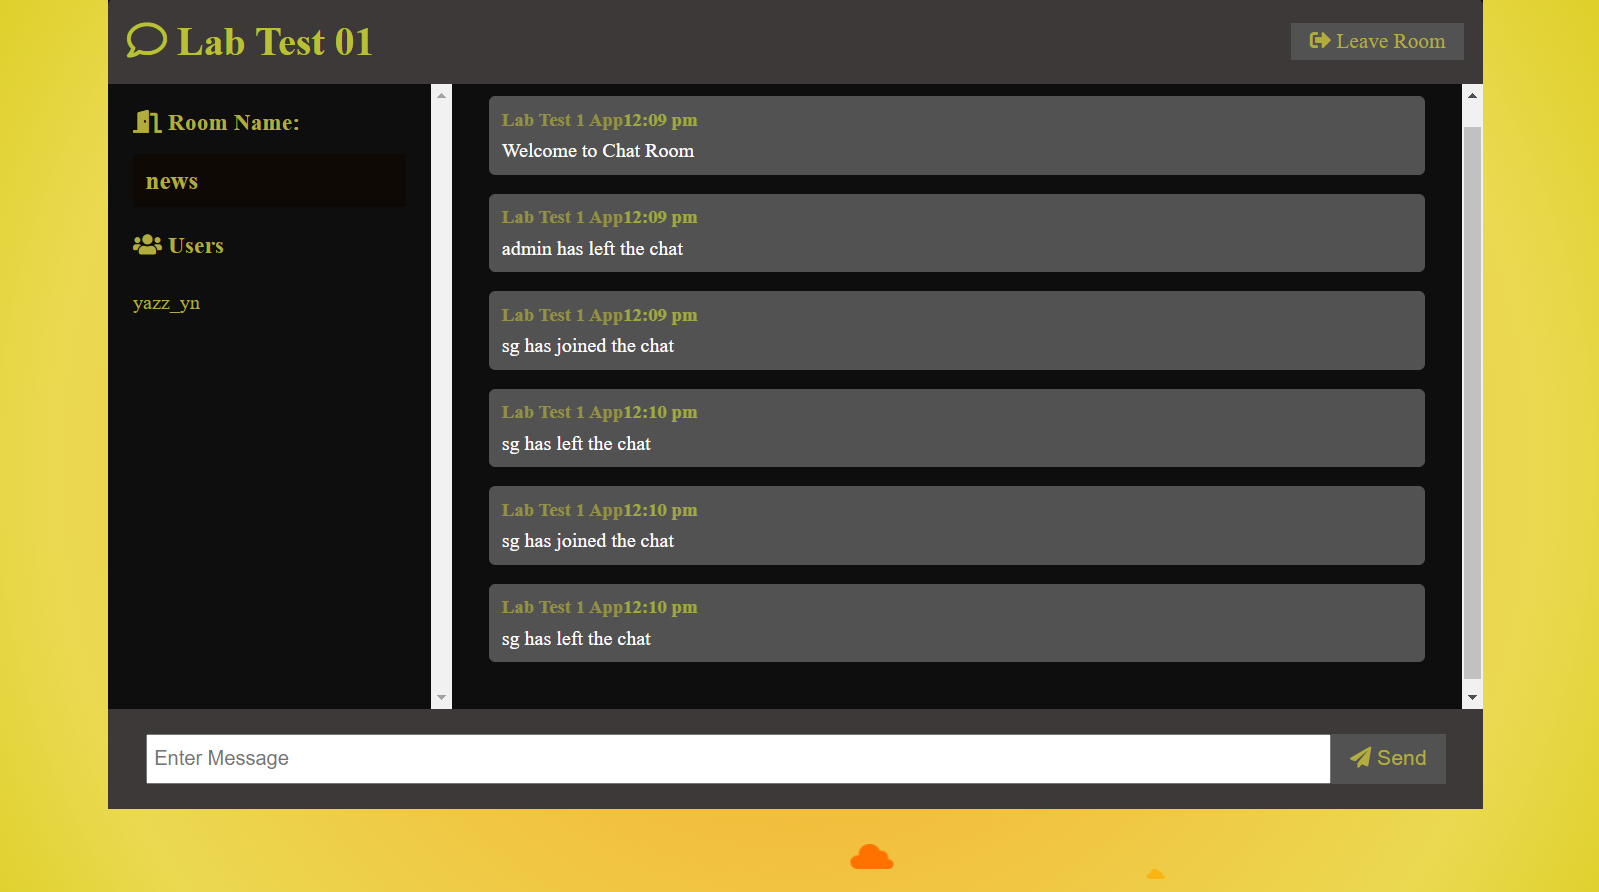 Lab Test 01
Leave Room
Room Name:
news
Users
yazz_yn
Lab Test 1 App12:09 pm
Welcome to Chat Room
Lab Test 1 App12:09 pm
admin has left the chat
Lab Test 1 App12:09 pm
sg has joined the chat
Lab Test 1 App12:10 pm
sg has left the chat
Lab Test 1 App12:10 pm
sg has joined the chat
Lab Test 1 App12:10 pm
sg has left the chat
Enter Message
Send